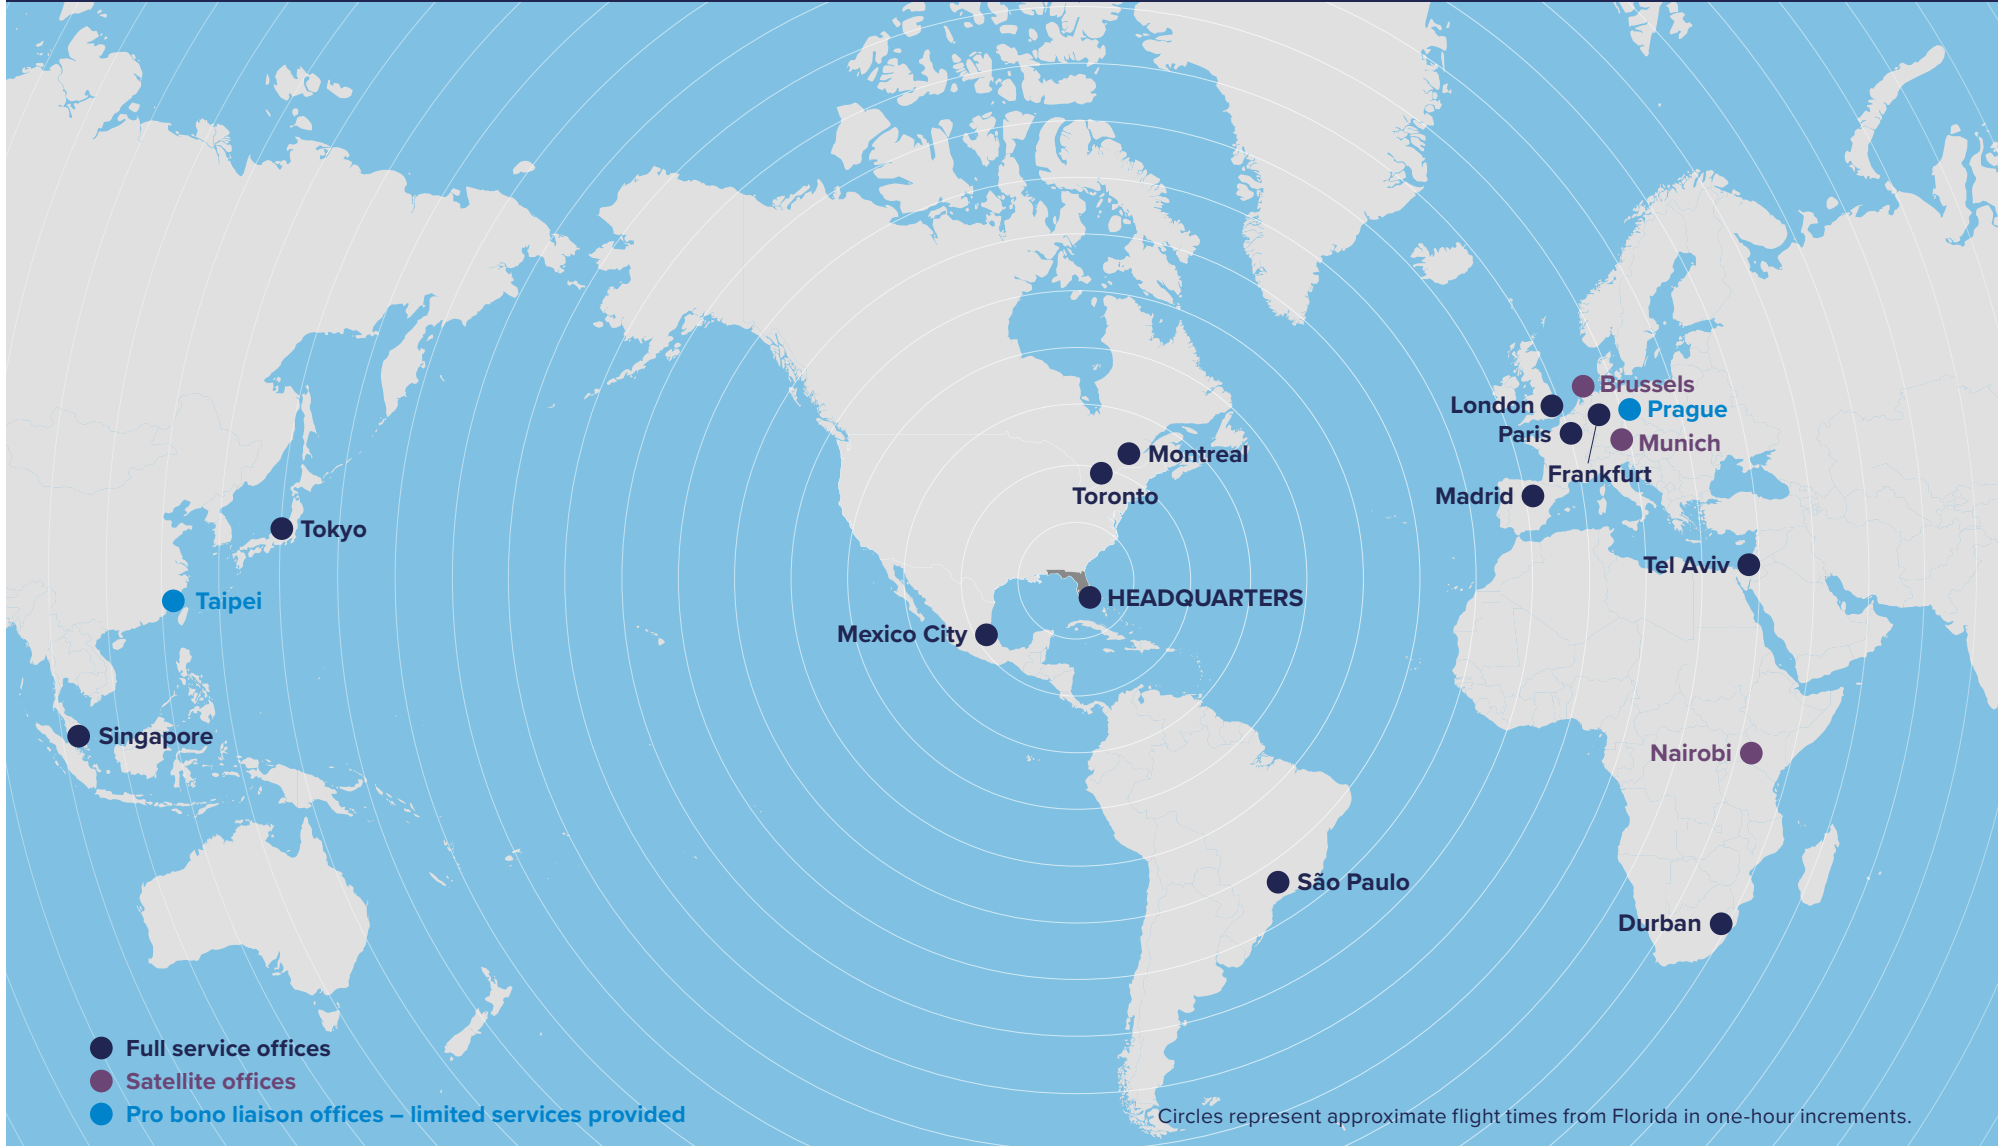 Brussels
London
Prague
Paris
Munich
Montreal
Frankfurt
Toronto
Madrid
Tokyo
Tel Aviv
Taipei
HEADQUARTERS
Mexico City
Singapore
Nairobi
São Paulo
Durban
Full service offices
Satellite offices
Pro bono liaison offices – limited services provided
Circles represent approximate flight times from Florida in one-hour increments.